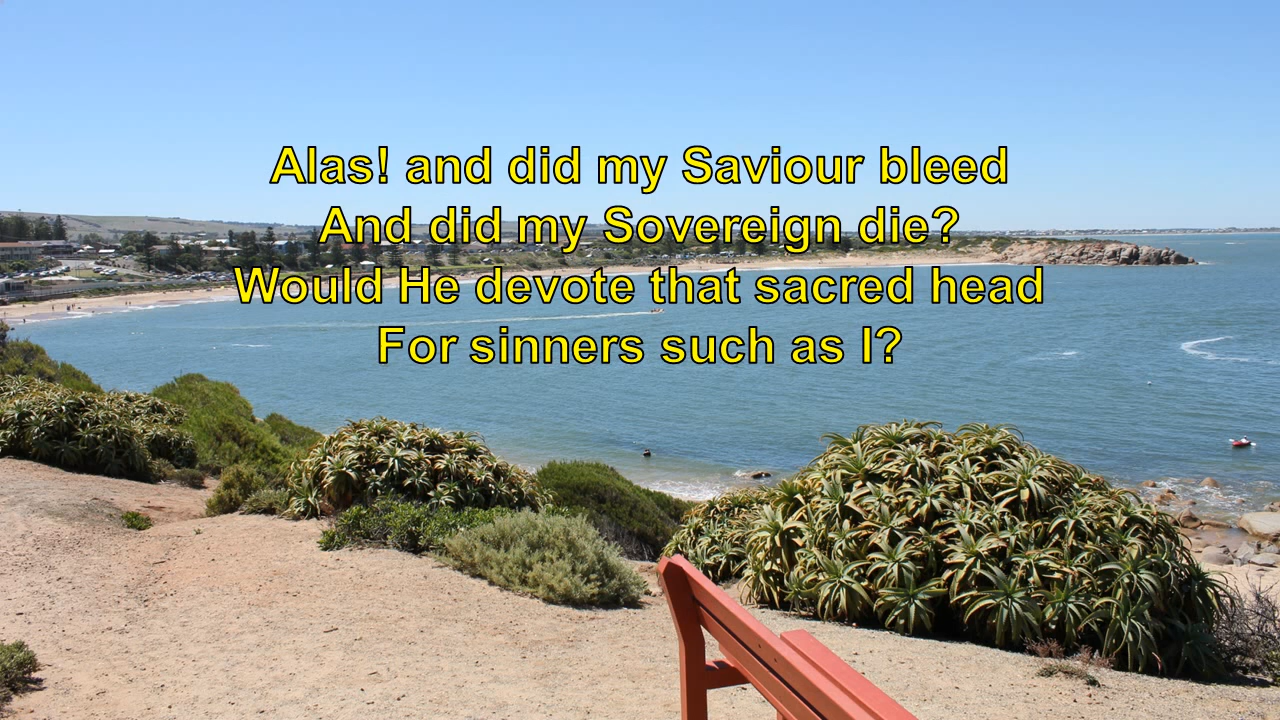 Alas! and did my Saviour bleed
And did my Sovereign die?
Would He devote that sacred head
For sinners such as I?